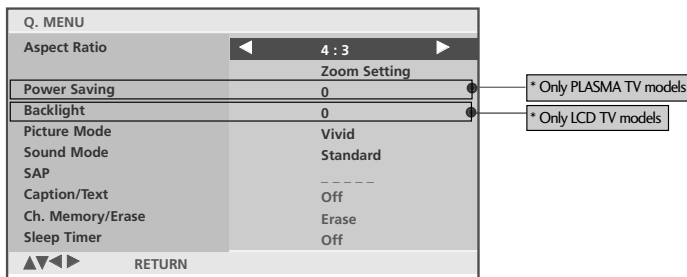 Q. MENU
Aspect Ratio 4 : 3
Zoom Setting
Power Saving 0 * Only PLASMA TV models
Backlight 0 * Only LCD TV models
Picture Mode Vivid
Sound Mode Standard
SAP _ _ _ _ _
Caption/Text Off
Ch. Memory/Erase Erase
Sleep Timer Off
▲▼◄► RETURN